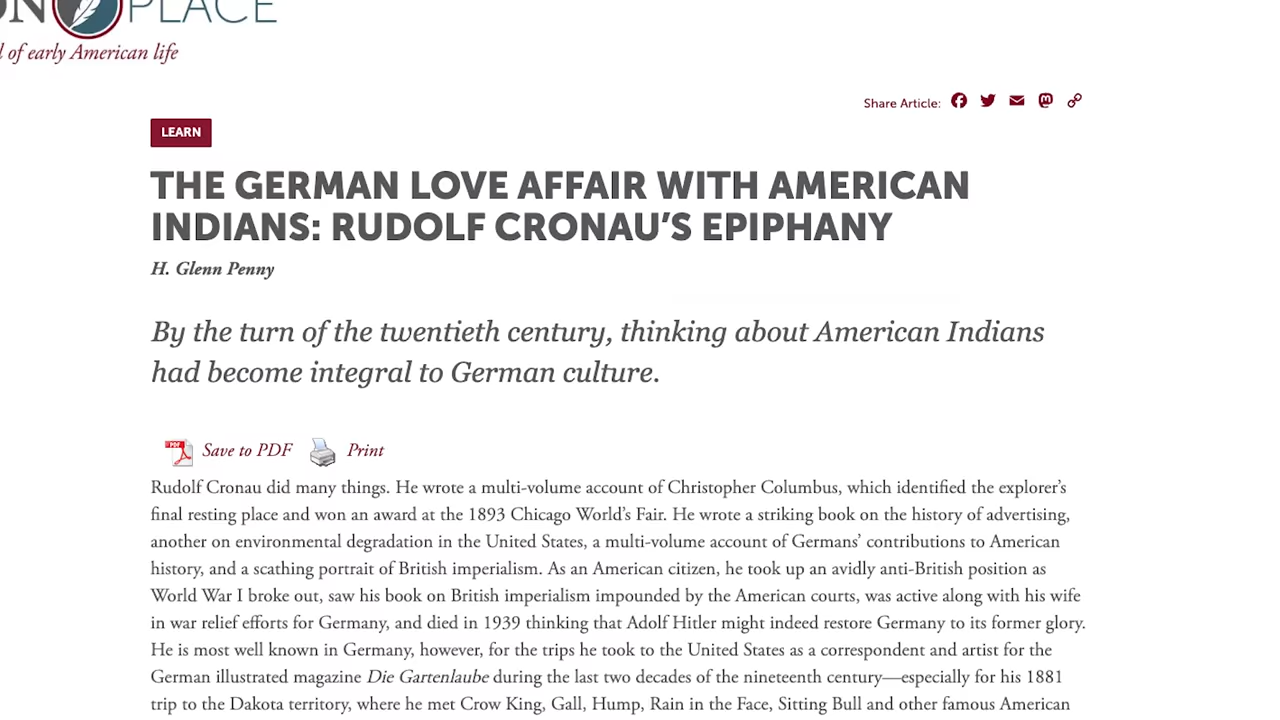 ON PLACE
l of early American life
Share Article:
LEARN
THE GERMAN LOVE AFFAIR WITH AMERICAN
INDIANS: RUDOLF CRONAU'S EPIPHANY
H. Glenn Penny
By the turn of the twentieth century, thinking about American Indians
had become integral to German culture.
PDF Save to PDF Print
Rudolf Cronau did many things. He wrote a multi-volume account of Christopher Columbus, which identified the explorer's
final resting place and won an award at the 1893 Chicago World's Fair. He wrote a striking book on the history of advertising,
another on environmental degradation in the United States, a multi-volume account of Germans' contributions to American
history, and a scathing portrait of British imperialism. As an American citizen, he took up an avidly anti-British position as
World War I broke out, saw his book on British imperialism impounded by the American courts, was active along with his wife
in war relief efforts for Germany, and died in 1939 thinking that Adolf Hitler might indeed restore Germany to its former glory.
He is most well known in Germany, however, for the trips he took to the United States as a correspondent and artist for the
German illustrated magazine Die Gartenlaube during the last two decades of the nineteenth century—especially for his 1881
trip to the Dakota territory, where he met Crow King, Gall, Hump, Rain in the Face, Sitting Bull and other famous American